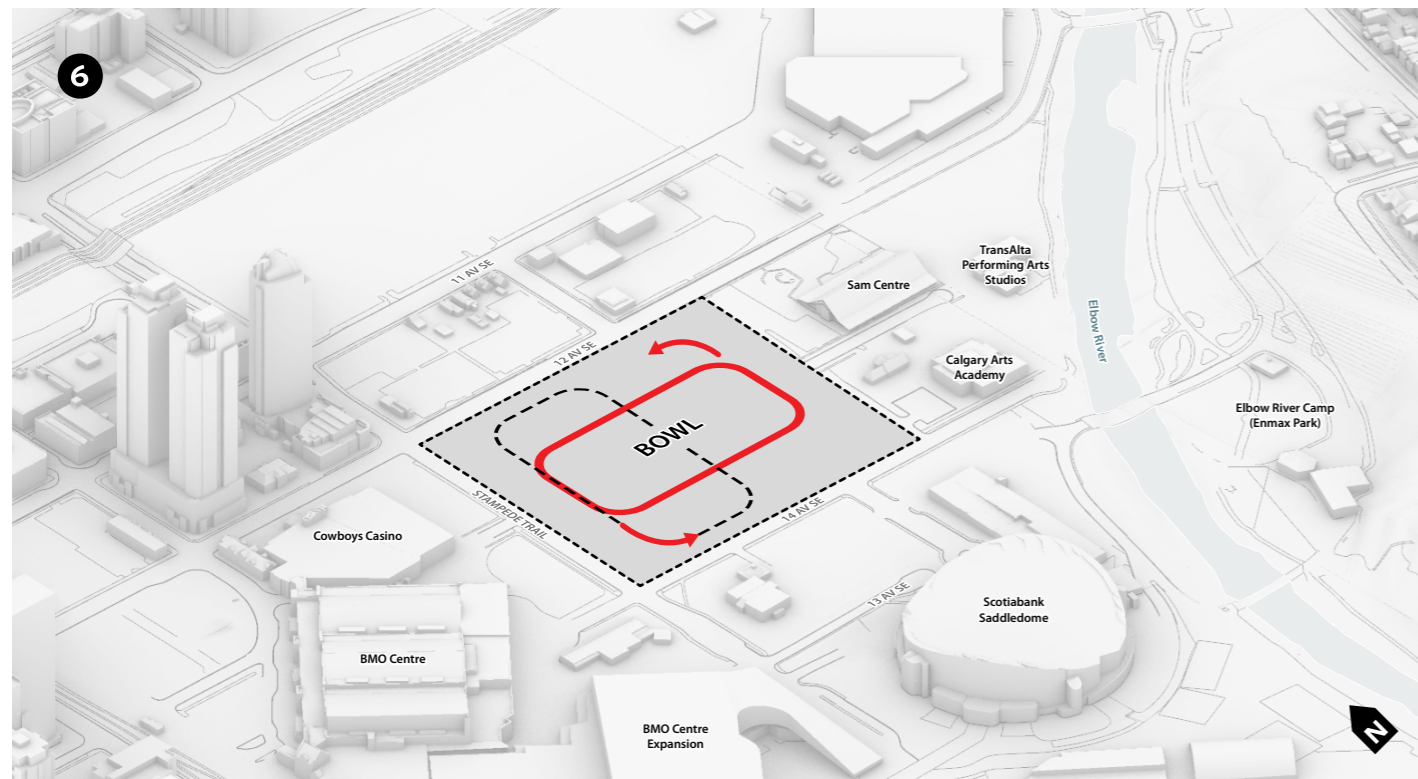 6
11 AV SE
TransAlta
Performing Arts
Studios
Sam Centre
Elbow River
12 AV SE
Calgary Arts
Academy
Elbow River Camp
(Enmax Park)
BOWL
STAMPEDE TRAIL
14 AV SE
Cowboys Casino
13 AV SE
Scotiabank
Saddledome
BMO Centre
BMO Centre
Expansion
N